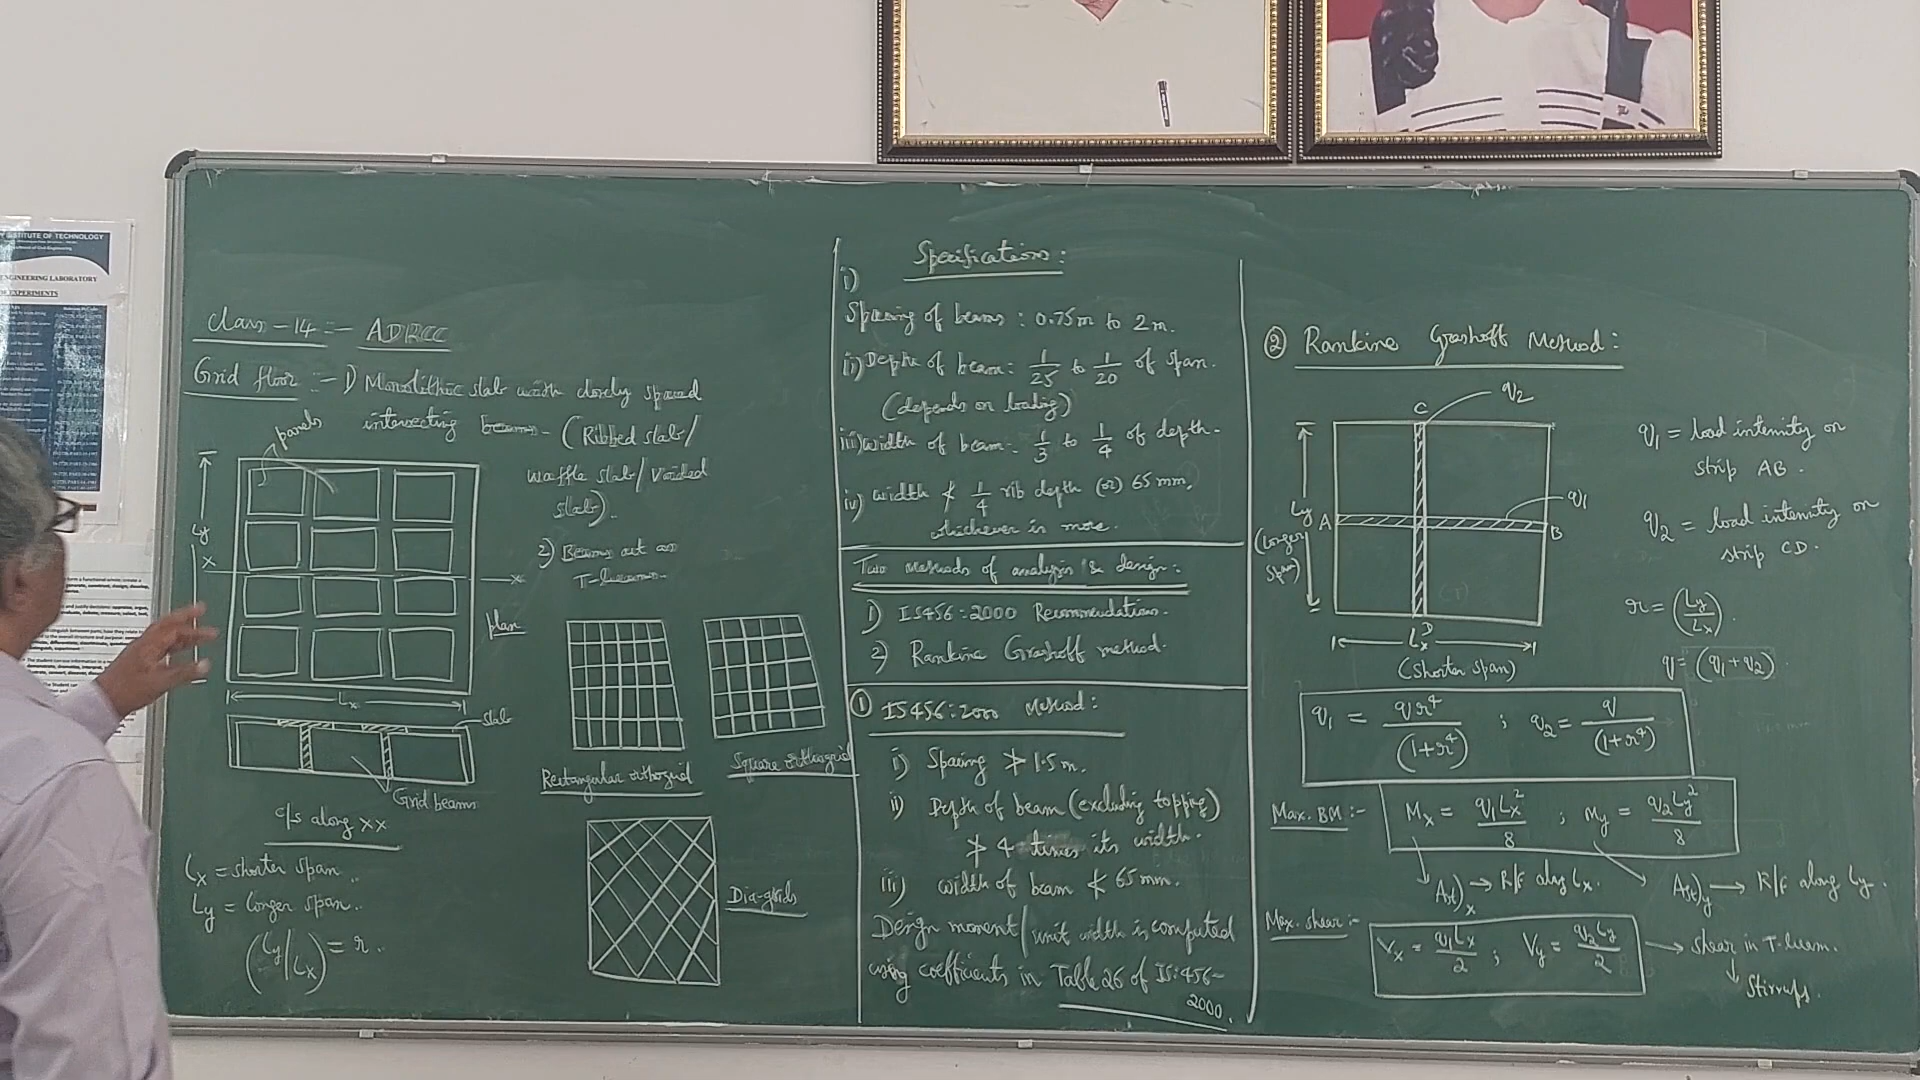 class-14 :- ADRCC
Grid floor :- 1) Monolithic slab with closely spaced
intersecting beams - (Ribbed slab/
waffle slab/ Voided
slab).
2) Beams act as
T-beams.
panels
Ly
X
X
plan
Lx
slab
Grid beams
c/s along XX
Lx = shorter span..
Ly = longer span..
(Ly/Lx) = r ..
Rectangular orthogrid
Square orthogrid
Dia-grids
Specifications:
i)
Spacing of beams : 0.75m to 2m.
ii) Depth of beam: 1/25 to 1/20 of span.
(depends on loading)
iii) width of beam:- 1/3 to 1/4 of depth.
iv) width ≮ 1/4 rib depth (or) 65mm,
whichever is more.
Two methods of analysis & design:-
1) IS456:2000 Recommendations.
2) Rankine Grashoff method.
① IS456:2000 Method:
i) Spacing ≯ 1.5m.
ii) Depth of beam (excluding topping)
≯ 4 times its width.
iii) width of beam ≮ 65mm.
Design moment/unit width is computed
using coefficients in Table 26 of IS:456-
2000.
② Rankine Grashoff Method:
C
q2
Ly
(Longer
span)
A
B
q1
D
Lx
(Shorter span)
q1 = load intensity on
strip AB.
q2 = load intensity on
strip CD.
r = (Ly/Lx).
q = (q1+q2).
q1 = qr⁴/(1+r⁴) ; q2 = q/(1+r⁴)
Max. BM :- Mx = q1Lx²/8 ; My = q2Ly²/8
Ast)x → R/f along Lx.
Ast)y → R/f along Ly.
Max. shear :- Vx = q1Lx/2 ; Vy = q2Ly/2 → shear in T-beam.
↓
Stirrups.
INSTITUTE OF TECHNOLOGY
ENGINEERING LABORATORY
EXPERIMENTS